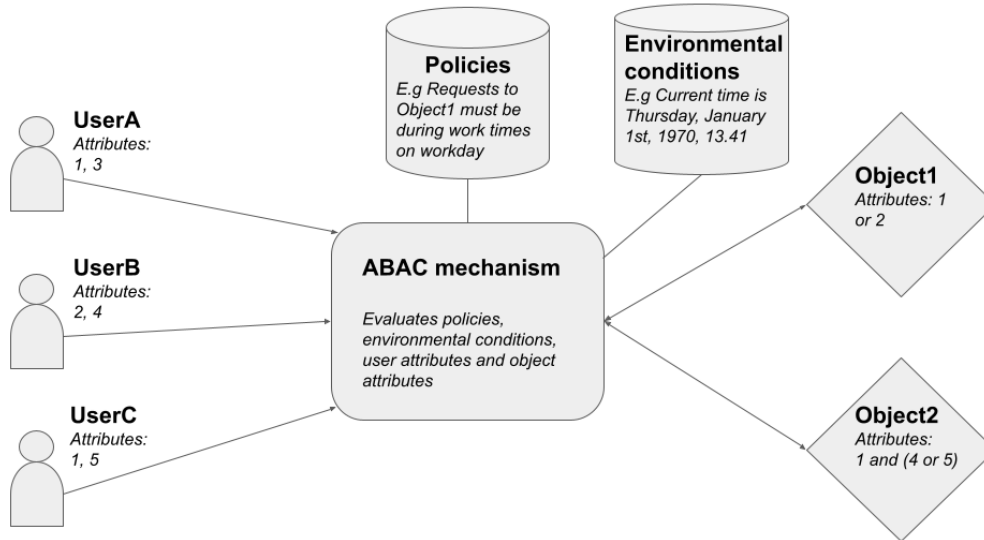 Policies
E.g Requests to
Object1 must be
during work times
on workday
Environmental
conditions
E.g Current time is
Thursday, January
1st, 1970, 13.41
UserA
Attributes:
1, 3
UserB
Attributes:
2, 4
UserC
Attributes:
1, 5
ABAC mechanism
Evaluates policies,
environmental conditions,
user attributes and object
attributes
Object1
Attributes: 1
or 2
Object2
Attributes:
1 and (4 or 5)